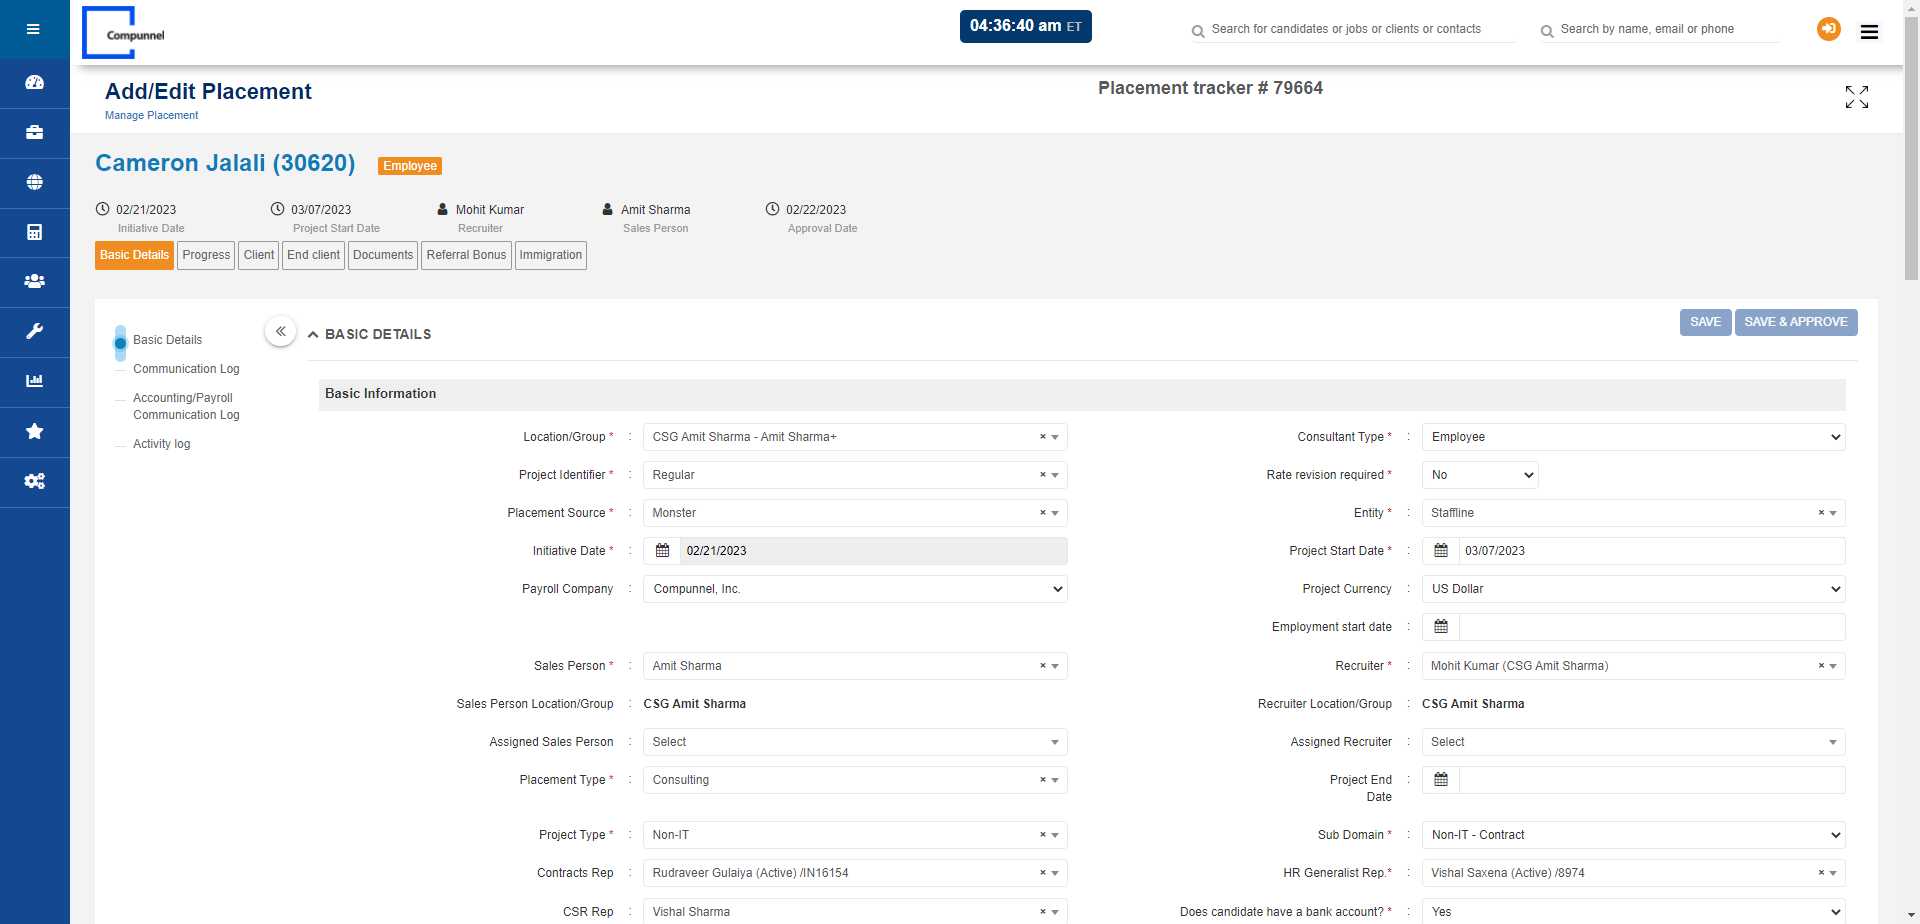 Compunnel
04:36:40 am ET
Search for candidates or jobs or clients or contacts
Search by name, email or phone
Add/Edit Placement
Manage Placement
Placement tracker # 79664
Cameron Jalali (30620)
Employee
02/21/2023
Initiative Date
03/07/2023
Project Start Date
Mohit Kumar
Recruiter
Amit Sharma
Sales Person
02/22/2023
Approval Date
Basic Details
Progress
Client
End client
Documents
Referral Bonus
Immigration
Basic Details
Communication Log
Accounting/Payroll
Communication Log
Activity log
BASIC DETAILS
SAVE
SAVE & APPROVE
Basic Information
Location/Group * : CSG Amit Sharma - Amit Sharma+ ×
Consultant Type * : Employee
Project Identifier * : Regular ×
Rate revision required * No
Placement Source * : Monster ×
Entity * : Staffline ×
Initiative Date * : 02/21/2023
Project Start Date * : 03/07/2023
Payroll Company : Compunnel, Inc.
Project Currency : US Dollar
Employment start date :
Sales Person * : Amit Sharma ×
Recruiter * : Mohit Kumar (CSG Amit Sharma) ×
Sales Person Location/Group : CSG Amit Sharma
Recruiter Location/Group : CSG Amit Sharma
Assigned Sales Person : Select
Assigned Recruiter : Select
Placement Type * : Consulting ×
Project End :
Date
Project Type * : Non-IT ×
Sub Domain * : Non-IT - Contract
Contracts Rep : Rudraveer Gulaiya (Active) /IN16154 ×
HR Generalist Rep.* : Vishal Saxena (Active) /8974 ×
CSR Rep : Vishal Sharma ×
Does candidate have a bank account? * : Yes